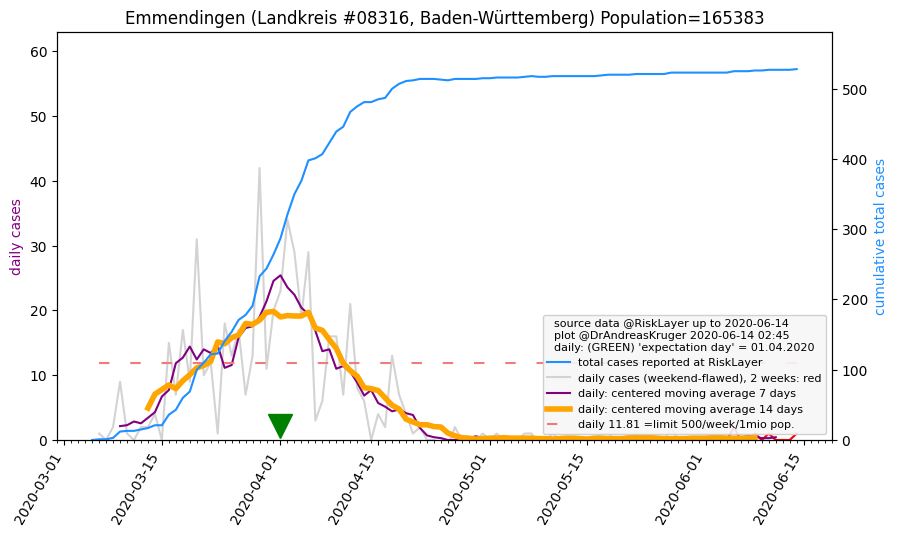 Emmendingen (Landkreis #08316, Baden-Württemberg) Population=165383
60
50
40
30
20
10
0
daily cases
500
400
300
200
100
0
cumulative total cases
source data @RiskLayer up to 2020-06-14
plot @DrAndreasKruger 2020-06-14 02:45
daily: (GREEN) 'expectation day' = 01.04.2020
total cases reported at RiskLayer
daily cases (weekend-flawed), 2 weeks: red
daily: centered moving average 7 days
daily: centered moving average 14 days
daily 11.81 =limit 500/week/1mio pop.
2020-03-01
2020-03-15
2020-04-01
2020-04-15
2020-05-01
2020-05-15
2020-06-01
2020-06-15